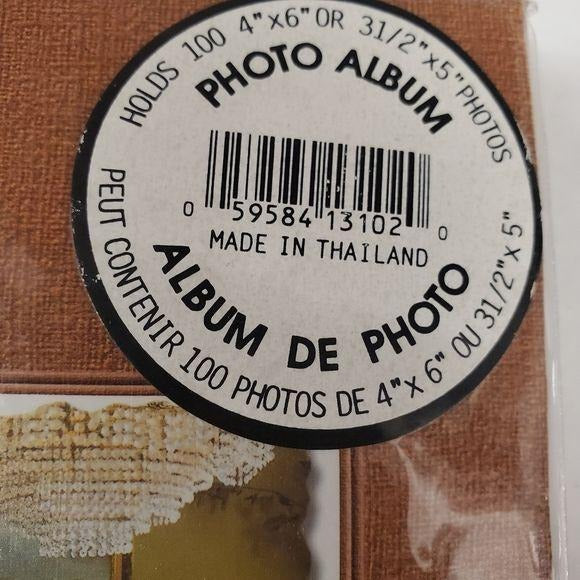 HOLDS 100 4"x6" OR 31/2"x5" PHOTOS
PHOTO ALBUM
0 59584 13102 0
MADE IN THAILAND
ALBUM DE PHOTO
PEUT CONTENIR 100 PHOTOS DE 4"x 6" OU 31/2"x 5"